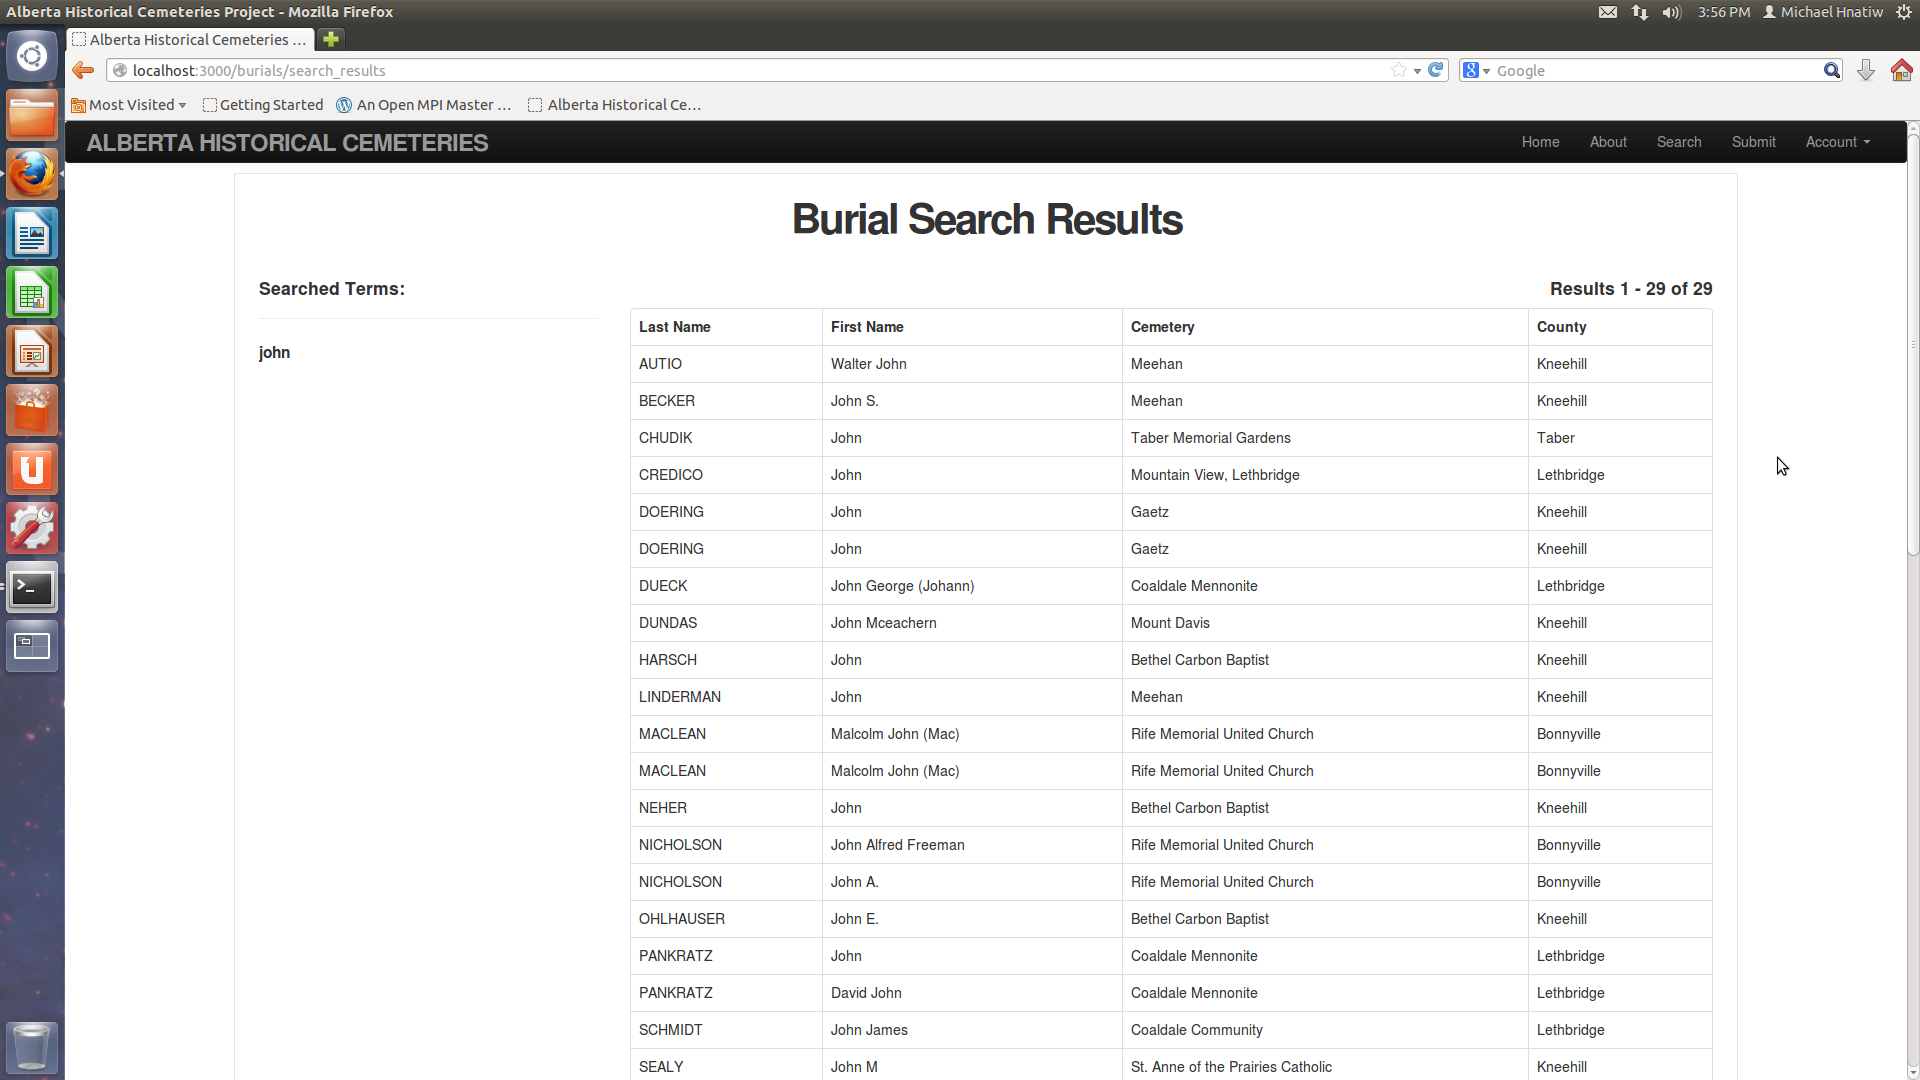 Alberta Historical Cemeteries Project - Mozilla Firefox
3:56 PM Michael Hnatiw
Alberta Historical Cemeteries ...
localhost:3000/burials/search_results
Google
Most Visited Getting Started An Open MPI Master ... Alberta Historical Ce...
ALBERTA HISTORICAL CEMETERIES Home About Search Submit Account
Burial Search Results
Searched Terms:
john
Results 1 - 29 of 29
Last Name First Name Cemetery County
AUTIO Walter John Meehan Kneehill
BECKER John S. Meehan Kneehill
CHUDIK John Taber Memorial Gardens Taber
CREDICO John Mountain View, Lethbridge Lethbridge
DOERING John Gaetz Kneehill
DOERING John Gaetz Kneehill
DUECK John George (Johann) Coaldale Mennonite Lethbridge
DUNDAS John Mceachern Mount Davis Kneehill
HARSCH John Bethel Carbon Baptist Kneehill
LINDERMAN John Meehan Kneehill
MACLEAN Malcolm John (Mac) Rife Memorial United Church Bonnyville
MACLEAN Malcolm John (Mac) Rife Memorial United Church Bonnyville
NEHER John Bethel Carbon Baptist Kneehill
NICHOLSON John Alfred Freeman Rife Memorial United Church Bonnyville
NICHOLSON John A. Rife Memorial United Church Bonnyville
OHLHAUSER John E. Bethel Carbon Baptist Kneehill
PANKRATZ John Coaldale Mennonite Lethbridge
PANKRATZ David John Coaldale Mennonite Lethbridge
SCHMIDT John James Coaldale Community Lethbridge
SEALY John M St. Anne of the Prairies Catholic Kneehill